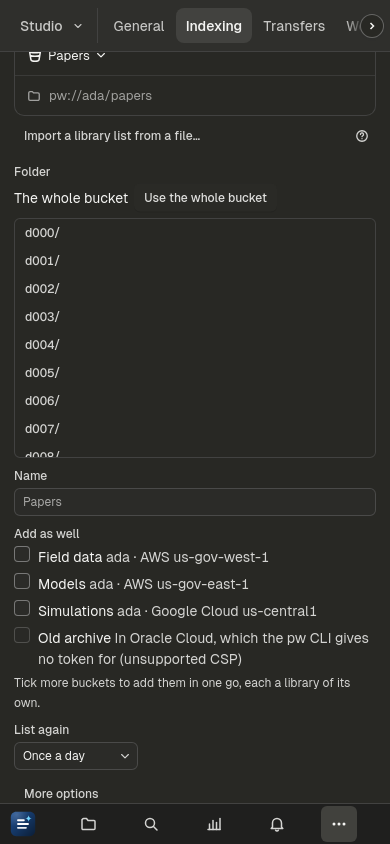 Studio General Indexing Transfers W
Papers
pw://ada/papers
Import a library list from a file...
Folder
The whole bucket Use the whole bucket
d000/
d001/
d002/
d003/
d004/
d005/
d006/
d007/
d008/
Name
Papers
Add as well
Field data ada · AWS us-gov-west-1
Models ada · AWS us-gov-east-1
Simulations ada · Google Cloud us-central1
Old archive In Oracle Cloud, which the pw CLI gives
no token for (unsupported CSP)
Tick more buckets to add them in one go, each a library of its
own.
List again
Once a day
More options